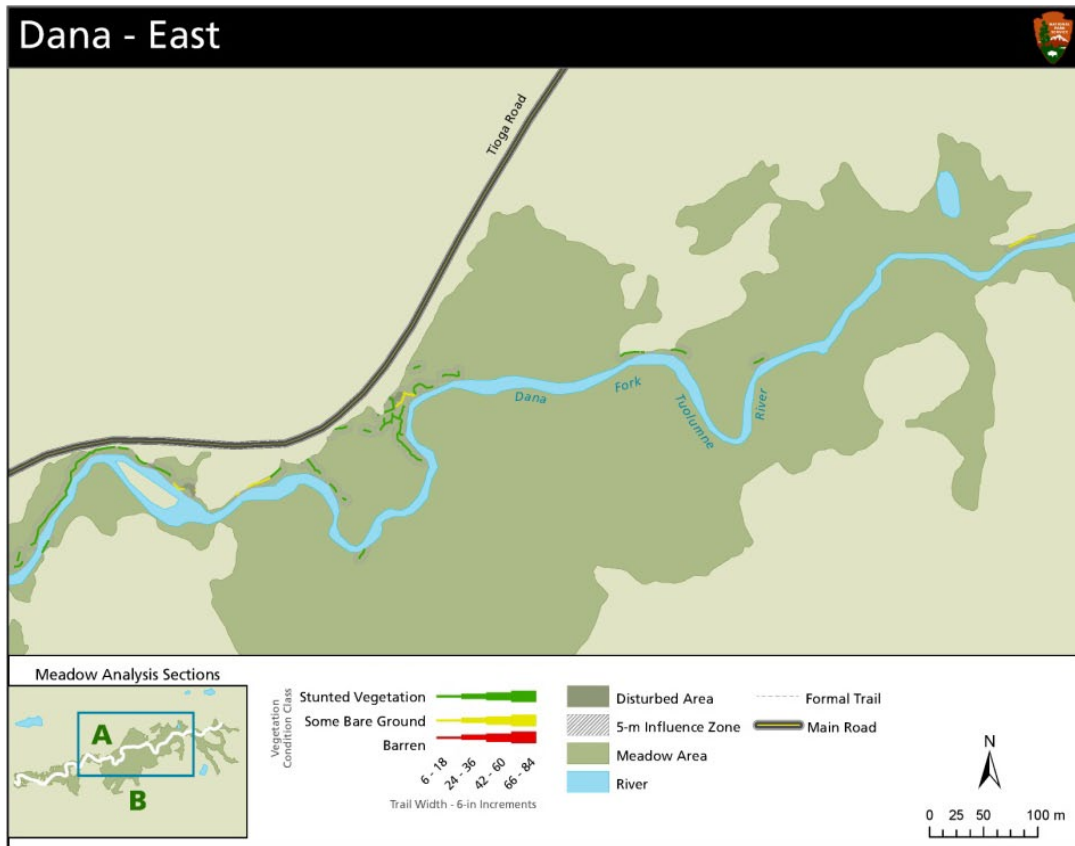 Dana - East
Tioga Road
Dana
Fork
Tuolumne
River
Meadow Analysis Sections
A
B
Vegetation
Condition Class
Stunted Vegetation
Some Bare Ground
Barren
6 - 18
24 - 36
42 - 60
66 - 84
Trail Width - 6-in Increments
Disturbed Area
5-m Influence Zone
Meadow Area
River
Formal Trail
Main Road
N
0 25 50 100 m